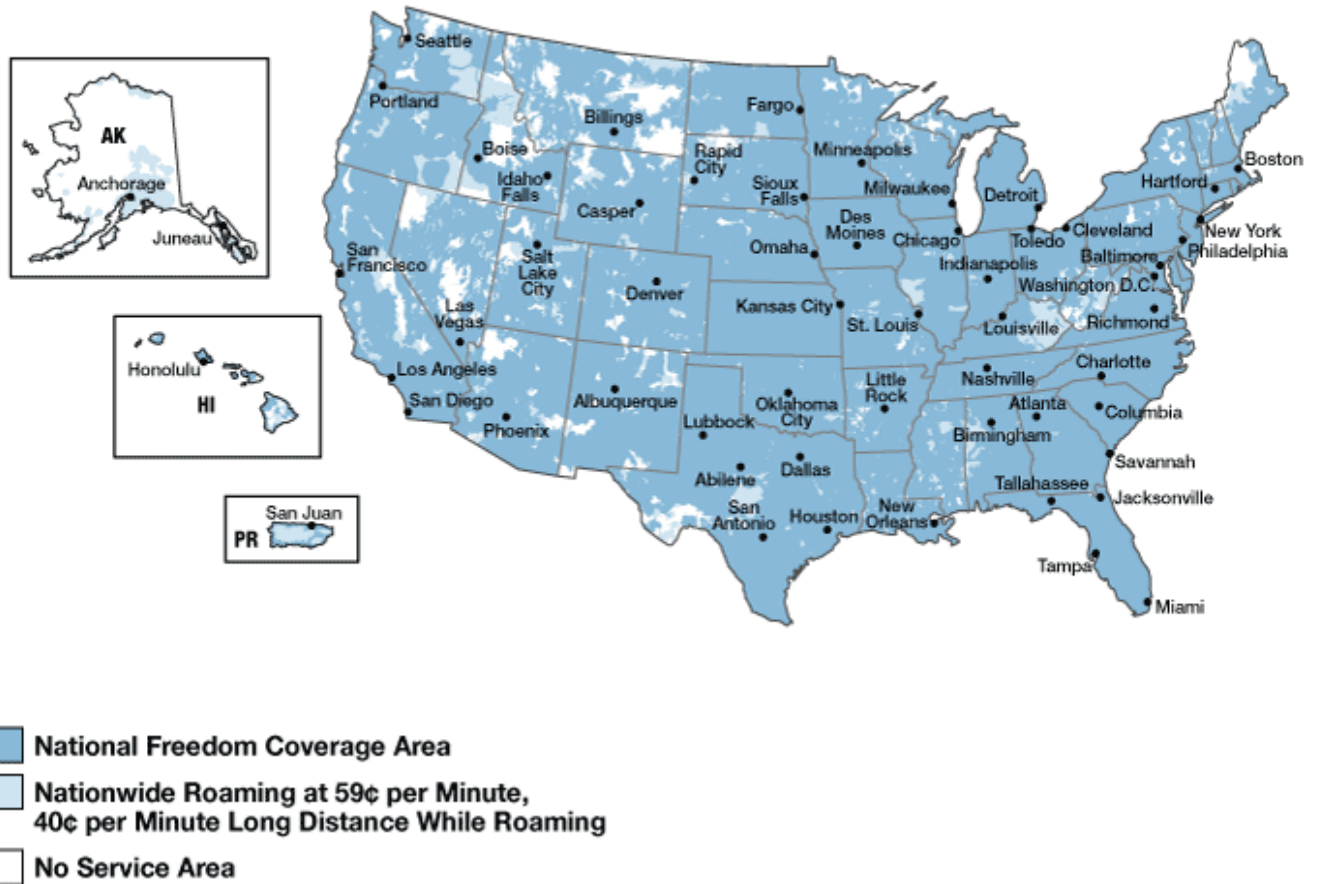 Seattle
Portland
AK
Anchorage
Juneau
Billings
Fargo
Boise
Idaho
Falls
Rapid
City
Minneapolis
Sioux
Falls
Milwaukee
Detroit
Boston
Hartford
Casper
Des
Moines
Omaha
Chicago
Toledo
Cleveland
New York
Philadelphia
San
Francisco
Salt
Lake
City
Denver
Indianapolis
Baltimore
Washington D.C.
Las
Vegas
Kansas City
St. Louis
Louisville
Richmond
Honolulu
HI
Los Angeles
San Diego
Phoenix
Albuquerque
Lubbock
Oklahoma
City
Little
Rock
Nashville
Charlotte
Atlanta
Columbia
Birmingham
Abilene
Dallas
Savannah
Tallahassee
Jacksonville
San
Antonio
Houston
New
Orleans
San Juan
PR
Tampa
Miami
National Freedom Coverage Area
Nationwide Roaming at 59¢ per Minute,
40¢ per Minute Long Distance While Roaming
No Service Area